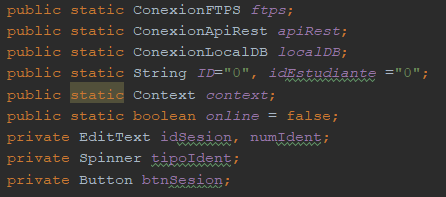 public static ConexionFTPS ftps;
public static ConexionApiRest apiRest;
public static ConexionLocalDB localDB;
public static String ID="0", idEstudiante ="0";
public static Context context;
public static boolean online = false;
private EditText idSesion, numIdent;
private Spinner tipoIdent;
private Button btnSesion;